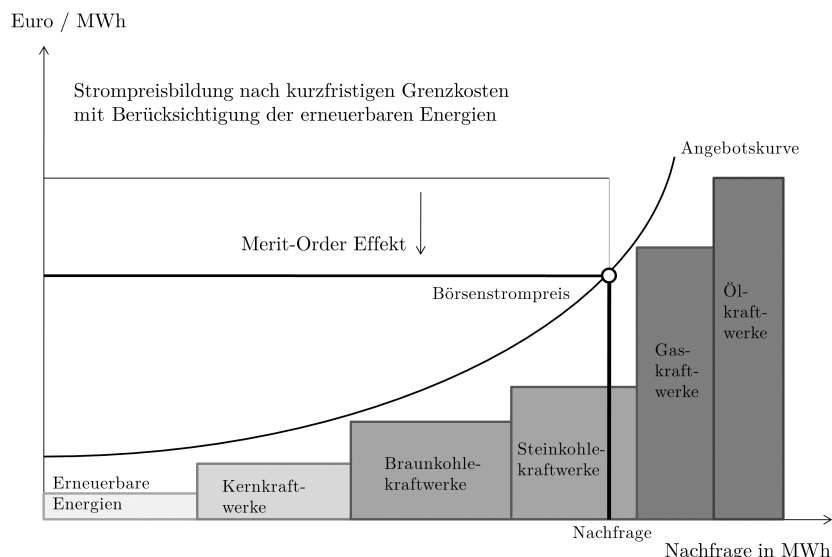 Euro / MWh
Strompreisbildung nach kurzfristigen Grenzkosten
mit Berücksichtigung der erneuerbaren Energien
Angebotskurve
Merit-Order Effekt
Börsenstrompreis
Öl-
kraft-
werke
Gas-
kraft-
werke
Steinkohle-
kraftwerke
Braunkohle-
kraftwerke
Kernkraft-
werke
Erneuerbare
Energien
Nachfrage
Nachfrage in MWh